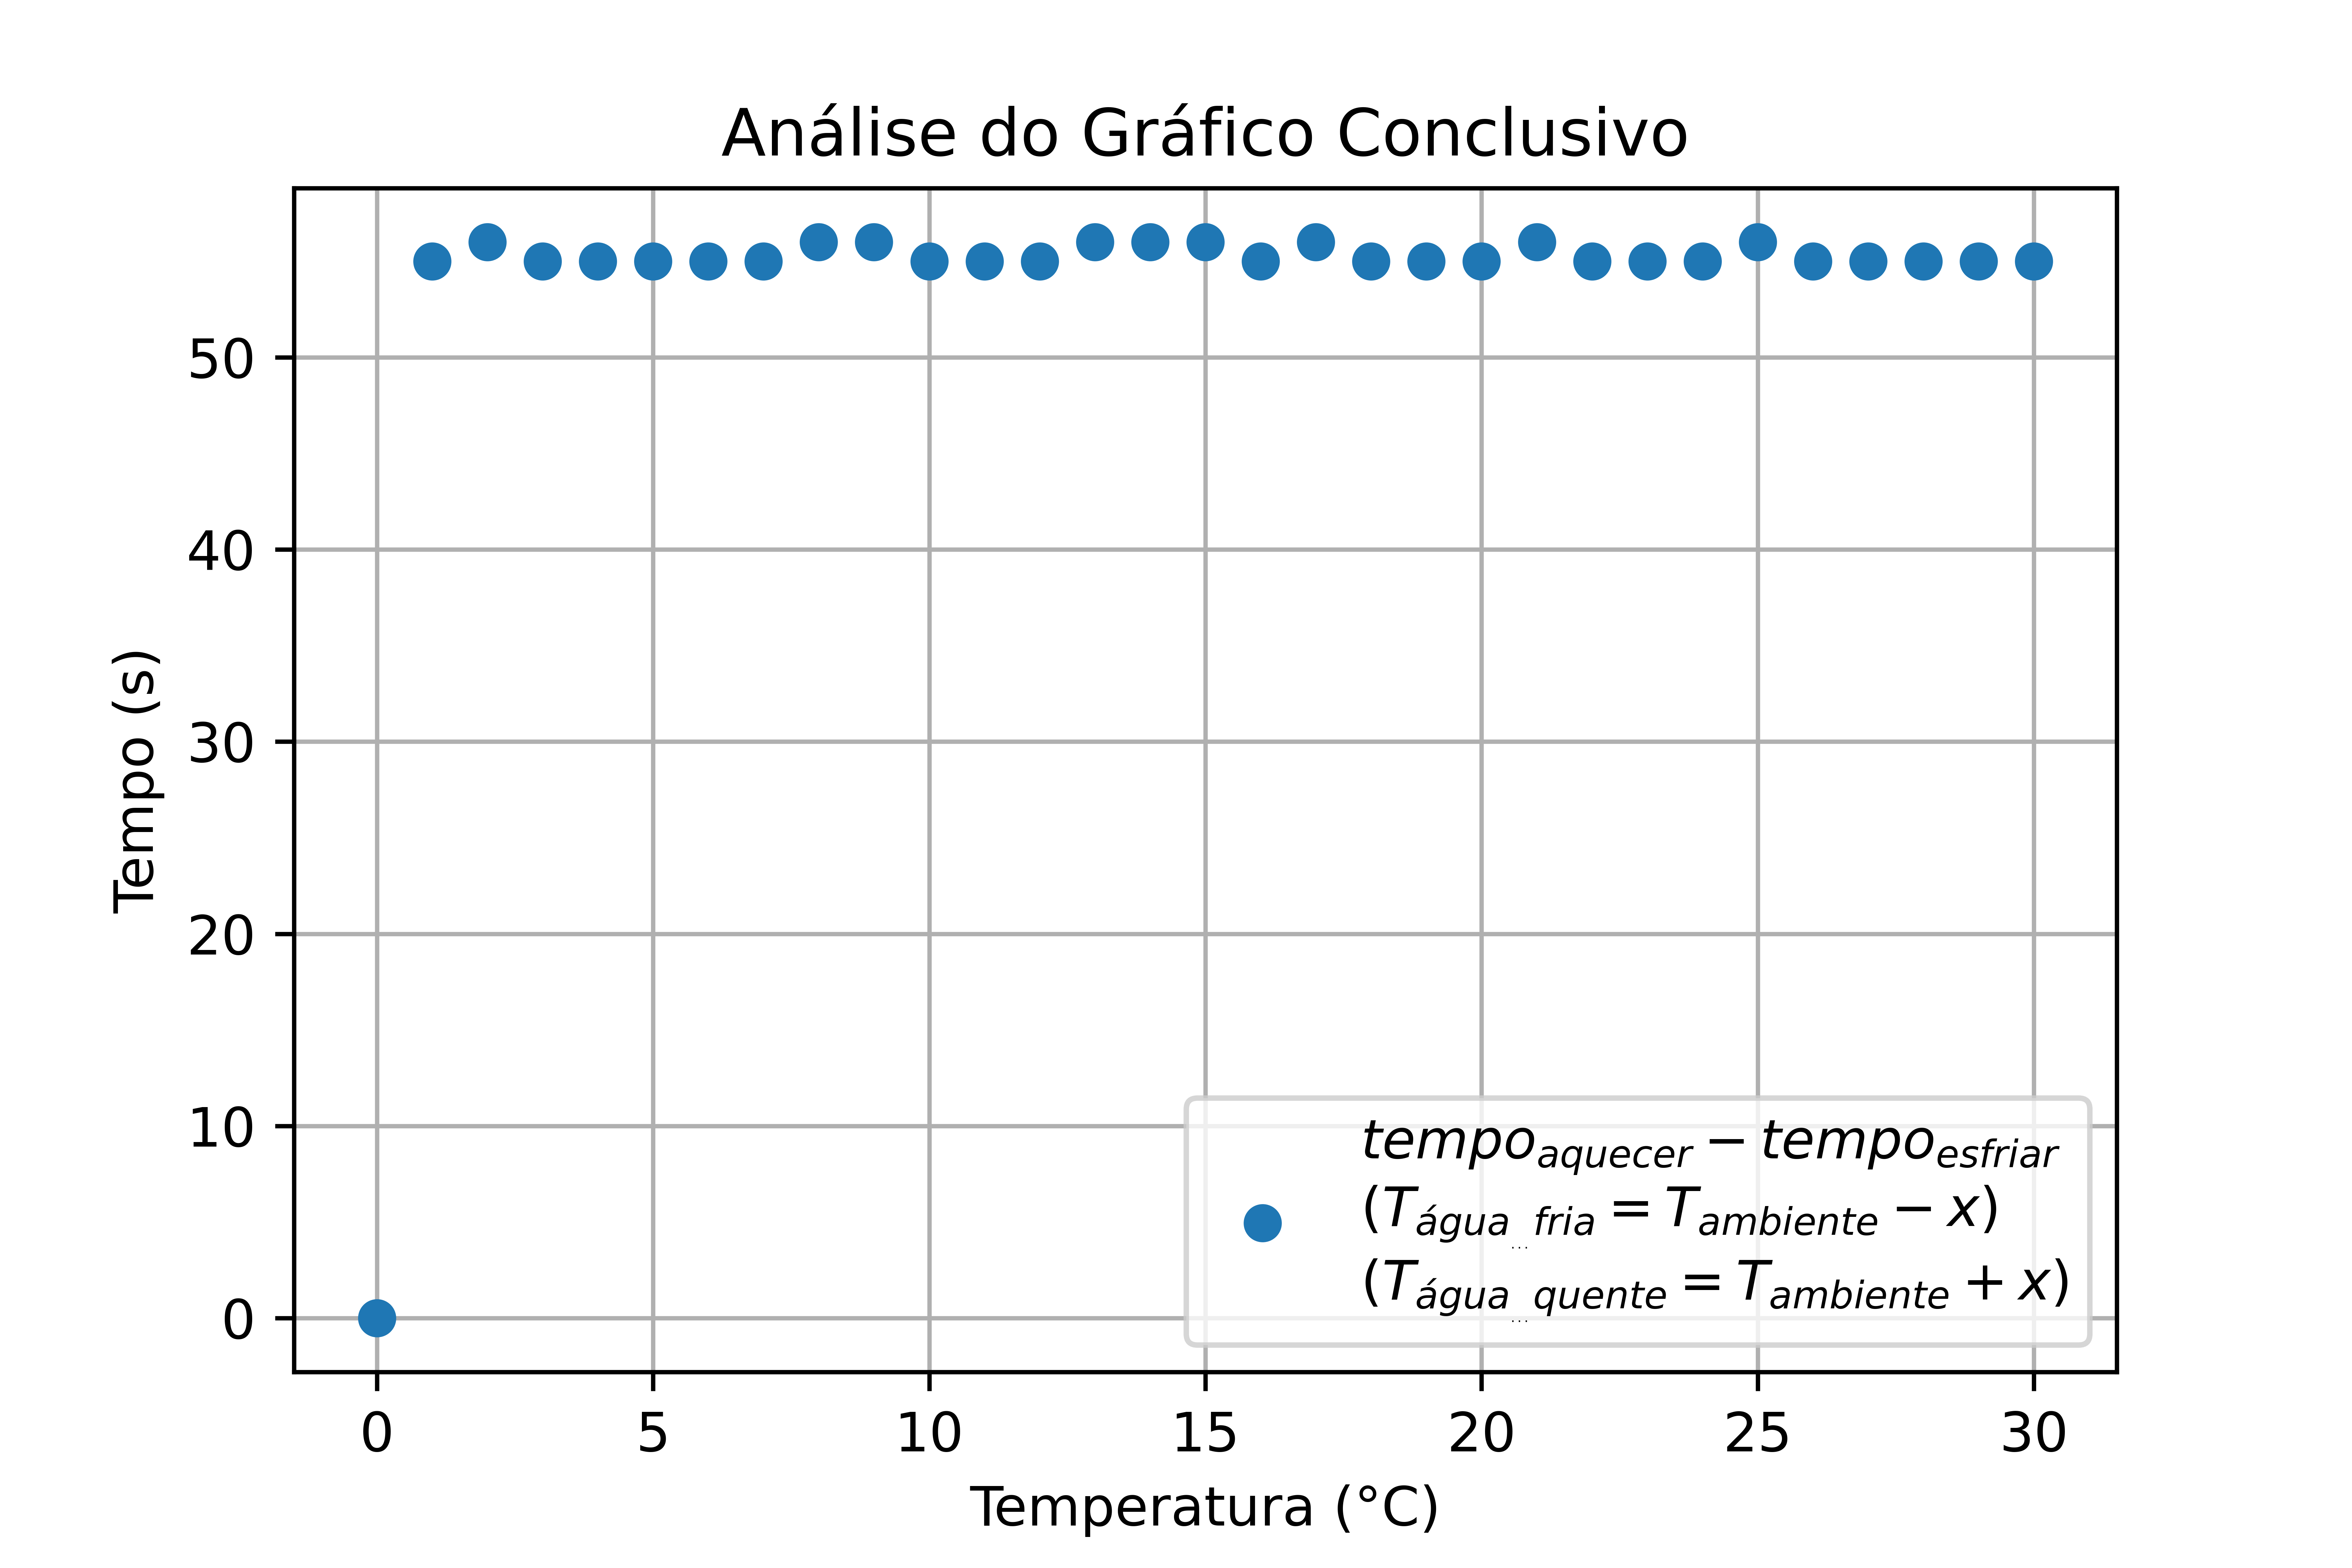 Análise do Gráfico Conclusivo
Tempo (s)
50
40
30
20
10
0
tempo_aquecer − tempo_esfriar
(T_água_fria = T_ambiente − x)
(T_água_quente = T_ambiente + x)
0 5 10 15 20 25 30
Temperatura (°C)